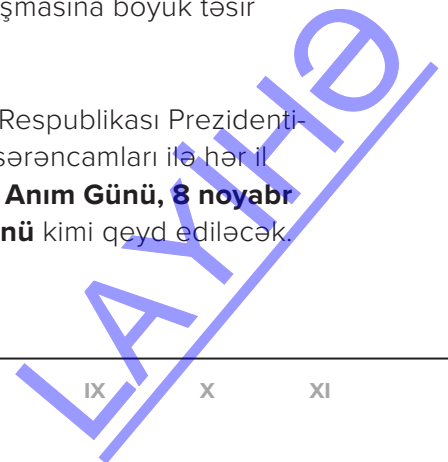 şmasına böyük təsir
Respublikası Prezidenti-
sərəncamları ilə hər il
Anım Günü, 8 noyabr
nü kimi qeyd ediləcək.
LAYİHƏ
IX X XI